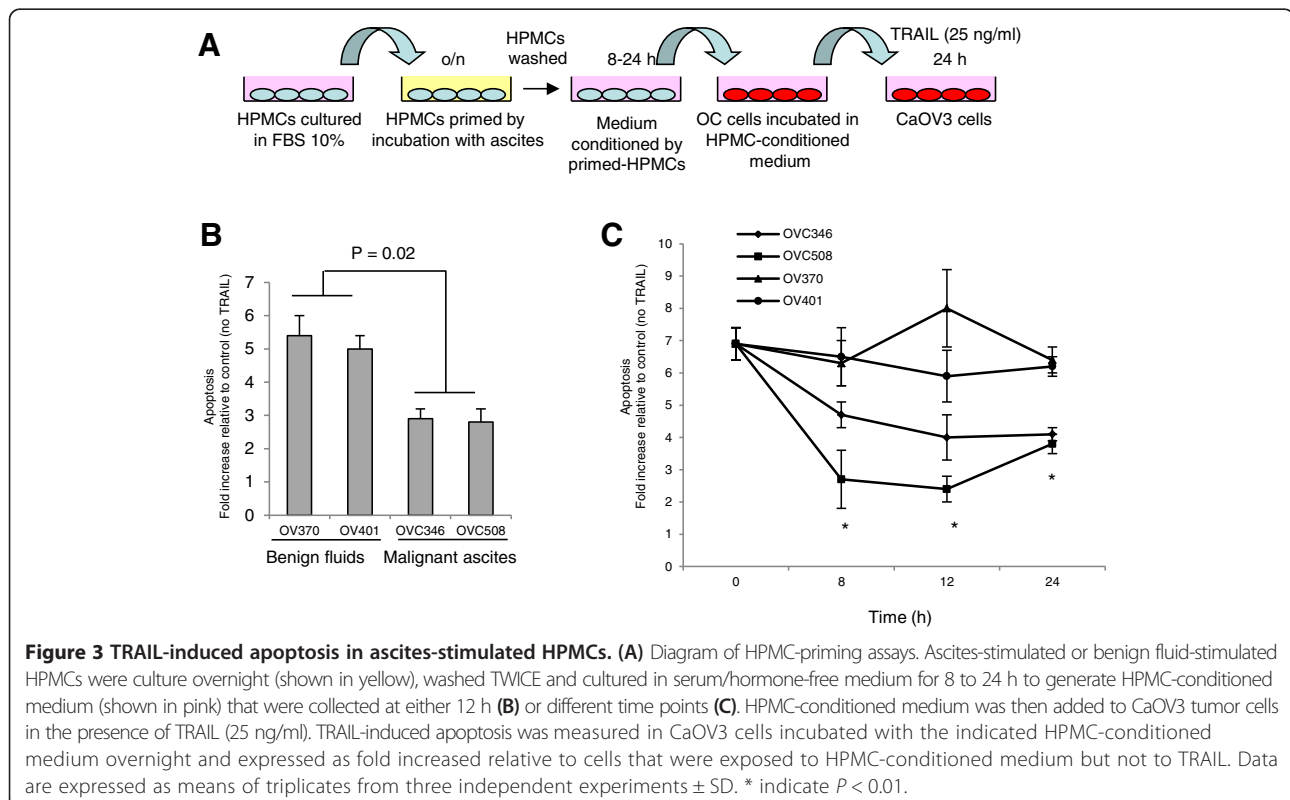 A
o/n
HPMCs
washed
8-24 h
TRAIL (25 ng/ml)
24 h
HPMCs cultured
in FBS 10%
HPMCs primed by
incubation with ascites
Medium
conditioned by
primed-HPMCs
OC cells incubated in
HPMC-conditioned
medium
CaOV3 cells
B
P = 0.02
Apoptosis
Fold increase relative to control (no TRAIL)
7
6
5
4
3
2
1
0
OV370 OV401 OVC346 OVC508
Benign fluids Malignant ascites
C
OVC346
OVC508
OV370
OV401
Apoptosis
Fold increase relative to control (no TRAIL)
10
9
8
7
6
5
4
3
2
1
0
* * *
0 8 12 24
Time (h)
Figure 3 TRAIL-induced apoptosis in ascites-stimulated HPMCs. (A) Diagram of HPMC-priming assays. Ascites-stimulated or benign fluid-stimulated
HPMCs were culture overnight (shown in yellow), washed TWICE and cultured in serum/hormone-free medium for 8 to 24 h to generate HPMC-conditioned
medium (shown in pink) that were collected at either 12 h (B) or different time points (C). HPMC-conditioned medium was then added to CaOV3 tumor cells
in the presence of TRAIL (25 ng/ml). TRAIL-induced apoptosis was measured in CaOV3 cells incubated with the indicated HPMC-conditioned
medium overnight and expressed as fold increased relative to cells that were exposed to HPMC-conditioned medium but not to TRAIL. Data
are expressed as means of triplicates from three independent experiments ± SD. * indicate P < 0.01.